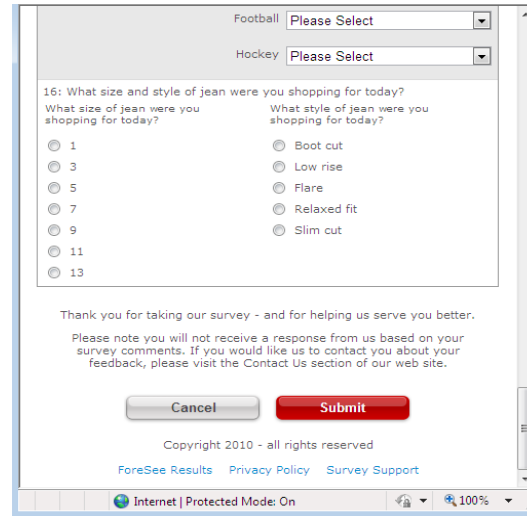 Football Please Select
Hockey Please Select
16: What size and style of jean were you shopping for today?
What size of jean were you
shopping for today?
1
3
5
7
9
11
13
What style of jean were you
shopping for today?
Boot cut
Low rise
Flare
Relaxed fit
Slim cut
Thank you for taking our survey - and for helping us serve you better.
Please note you will not receive a response from us based on your
survey comments. If you would like us to contact you about your
feedback, please visit the Contact Us section of our web site.
Cancel Submit
Copyright 2010 - all rights reserved
ForeSee Results Privacy Policy Survey Support
Internet | Protected Mode: On 100%